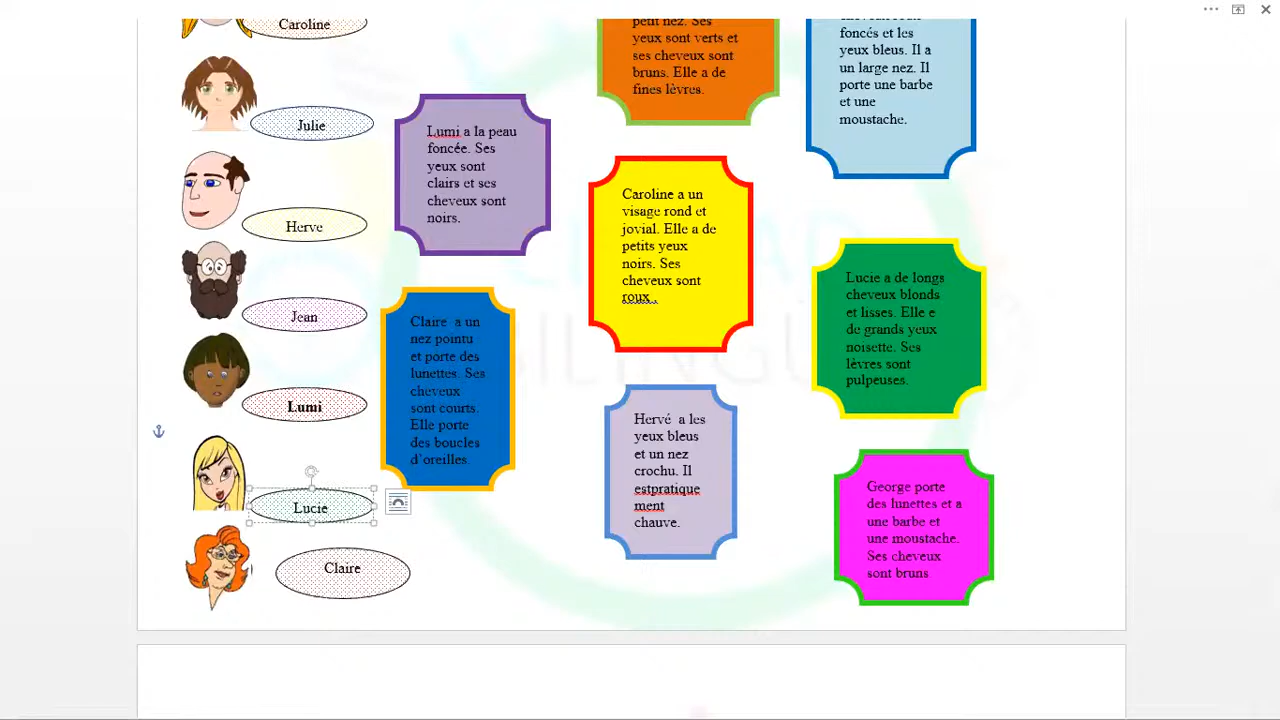 Caroline
Julie
Herve
Jean
Lumi
Lucie
Claire
Lumi a la peau
foncée. Ses
yeux sont
clairs et ses
cheveux sont
noirs.
Claire a un
nez pointu
et porte des
lunettes. Ses
cheveux
sont courts.
Elle porte
des boucles
d'oreilles.
petit nez. Ses
yeux sont verts et
ses cheveux sont
bruns. Elle a de
fines lèvres.
Caroline a un
visage rond et
jovial. Elle a de
petits yeux
noirs. Ses
cheveux sont
roux .
Hervé a les
yeux bleus
et un nez
crochu. Il
estpratique
ment
chauve.
foncés et les
yeux bleus. Il a
un large nez. Il
porte une barbe
et une
moustache.
Lucie a de longs
cheveux blonds
et lisses. Elle e
de grands yeux
noisette. Ses
lèvres sont
pulpeuses.
George porte
des lunettes et a
une barbe et
une moustache.
Ses cheveux
sont bruns
BILINGU